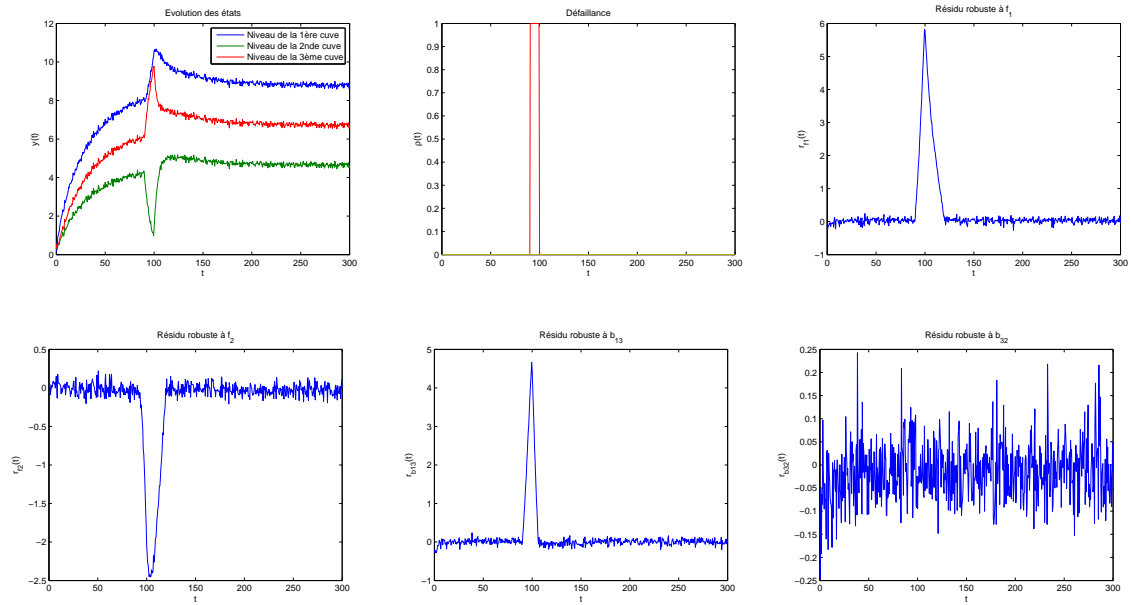 Evolution des états
12
10
8
6
4
2
0
0 50 100 150 200 250 300
t
y(t)
Niveau de la 1ère cuve
Niveau de la 2nde cuve
Niveau de la 3ème cuve
Défaillance
1
0.9
0.8
0.7
0.6
0.5
0.4
0.3
0.2
0.1
0
0 50 100 150 200 250 300
t
ρ(t)
Résidu robuste à f1
6
5
4
3
2
1
0
−1
0 50 100 150 200 250 300
t
rf1(t)
Résidu robuste à f2
0.5
0
−0.5
−1
−1.5
−2
−2.5
0 50 100 150 200 250 300
t
rf2(t)
Résidu robuste à b13
5
4
3
2
1
0
−1
0 50 100 150 200 250 300
t
rb13(t)
Résidu robuste à b32
0.25
0.2
0.15
0.1
0.05
0
−0.05
−0.1
−0.15
−0.2
0.25
0 50 100 150 200 250 300
t
rb32(t)